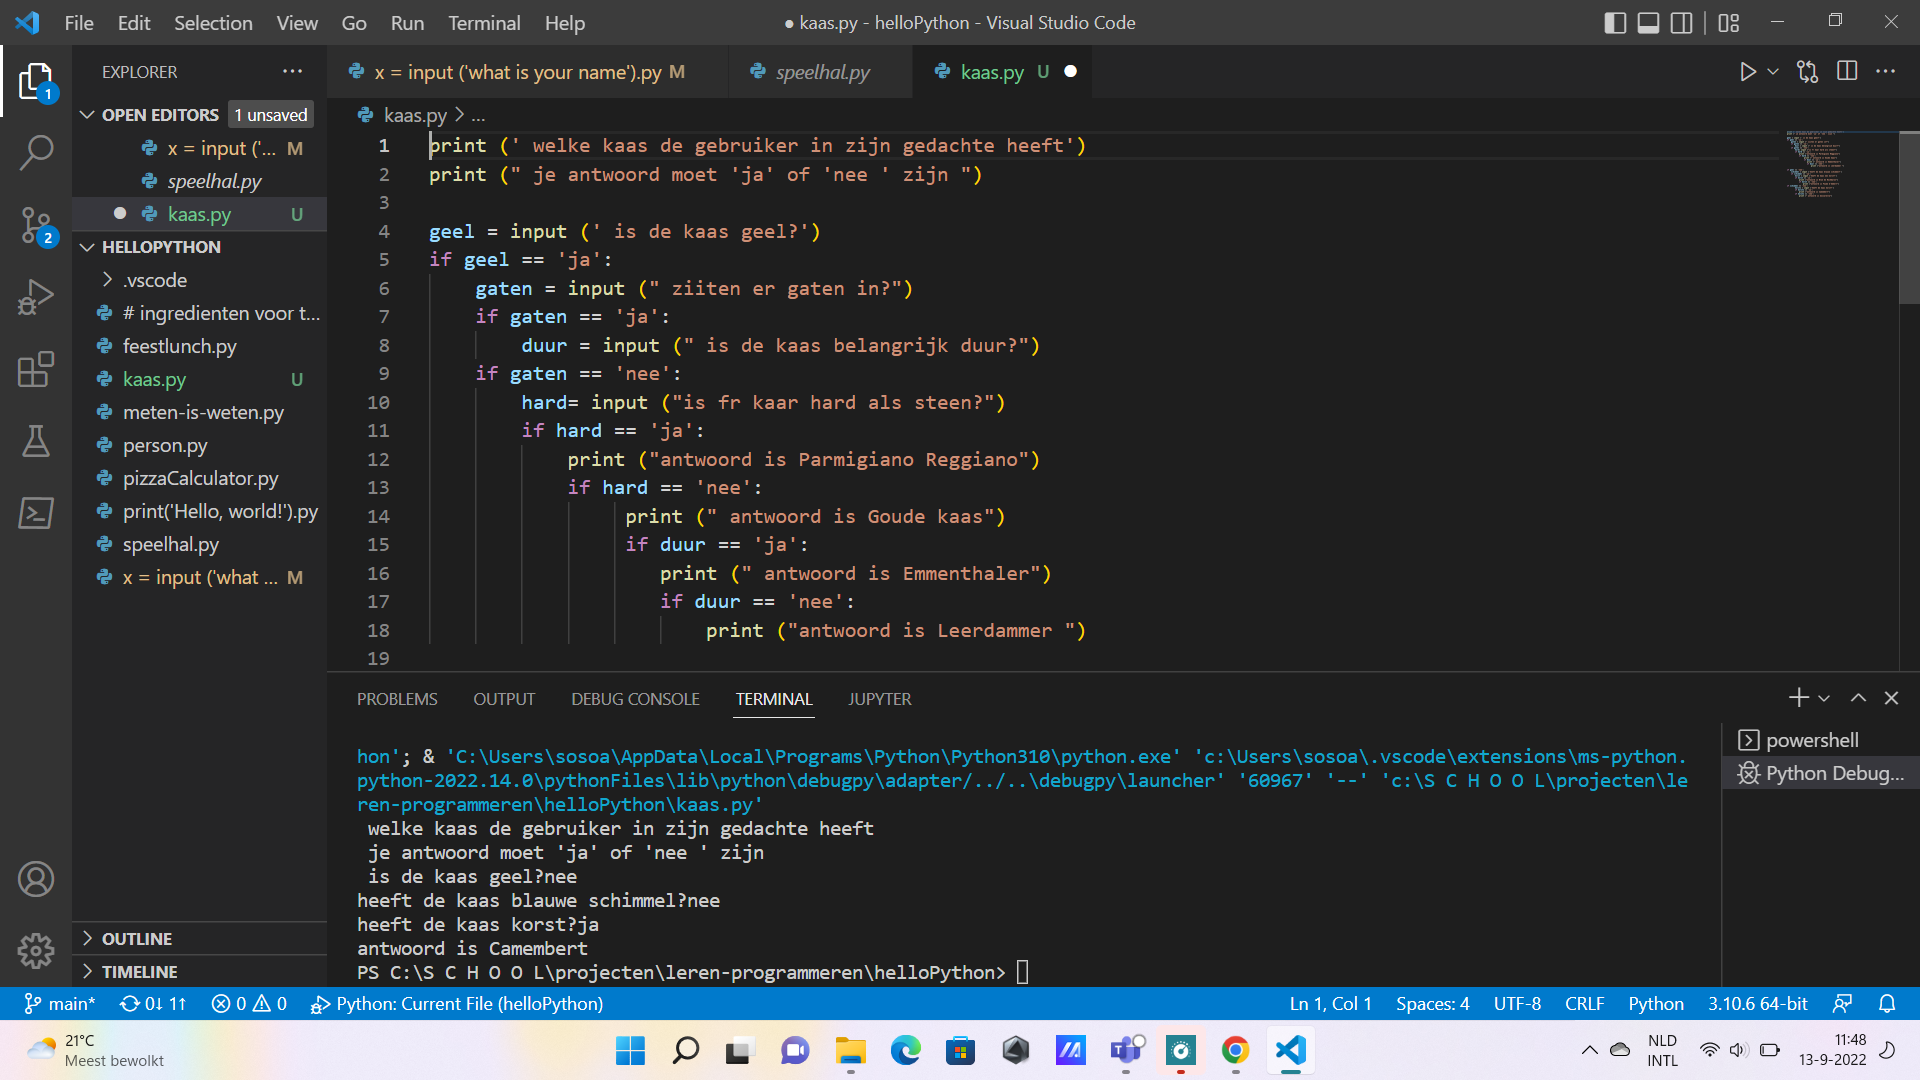 File Edit Selection View Go Run Terminal Help
● kaas.py - helloPython - Visual Studio Code
EXPLORER
x = input ('what is your name').py M
speelhal.py
kaas.py U
OPEN EDITORS 1 unsaved
x = input ('... M
speelhal.py
kaas.py U
HELLOPYTHON
.vscode
# ingredienten voor t...
feestlunch.py
kaas.py U
meten-is-weten.py
person.py
pizzaCalculator.py
print('Hello, world!').py
speelhal.py
x = input ('what ... M
OUTLINE
TIMELINE
1
2
kaas.py > ...
1 print (' welke kaas de gebruiker in zijn gedachte heeft')
2 print (" je antwoord moet 'ja' of 'nee ' zijn ")
3
4 geel = input (' is de kaas geel?')
5 if geel == 'ja':
6 gaten = input (" ziiten er gaten in?")
7 if gaten == 'ja':
8 duur = input (" is de kaas belangrijk duur?")
9 if gaten == 'nee':
10 hard= input ("is fr kaar hard als steen?")
11 if hard == 'ja':
12 print ("antwoord is Parmigiano Reggiano")
13 if hard == 'nee':
14 print (" antwoord is Goude kaas")
15 if duur == 'ja':
16 print (" antwoord is Emmenthaler")
17 if duur == 'nee':
18 print ("antwoord is Leerdammer ")
19
PROBLEMS OUTPUT DEBUG CONSOLE TERMINAL JUPYTER
hon'; & 'C:\Users\sosoa\AppData\Local\Programs\Python\Python310\python.exe' 'c:\Users\sosoa\.vscode\extensions\ms-python.
python-2022.14.0\pythonFiles\lib\python\debugpy\adapter/../..\debugpy\launcher' '60967' '--' 'c:\S C H O O L\projecten\le
ren-programmeren\helloPython\kaas.py'
welke kaas de gebruiker in zijn gedachte heeft
je antwoord moet 'ja' of 'nee ' zijn
is de kaas geel?nee
heeft de kaas blauwe schimmel?nee
heeft de kaas korst?ja
antwoord is Camembert
PS C:\S C H O O L\projecten\leren-programmeren\helloPython>
powershell
Python Debug...
main* 0↓ 1↑ 0 0 Python: Current File (helloPython)
Ln 1, Col 1 Spaces: 4 UTF-8 CRLF Python 3.10.6 64-bit
21°C
Meest bewolkt
NLD
INTL
11:48
13-9-2022